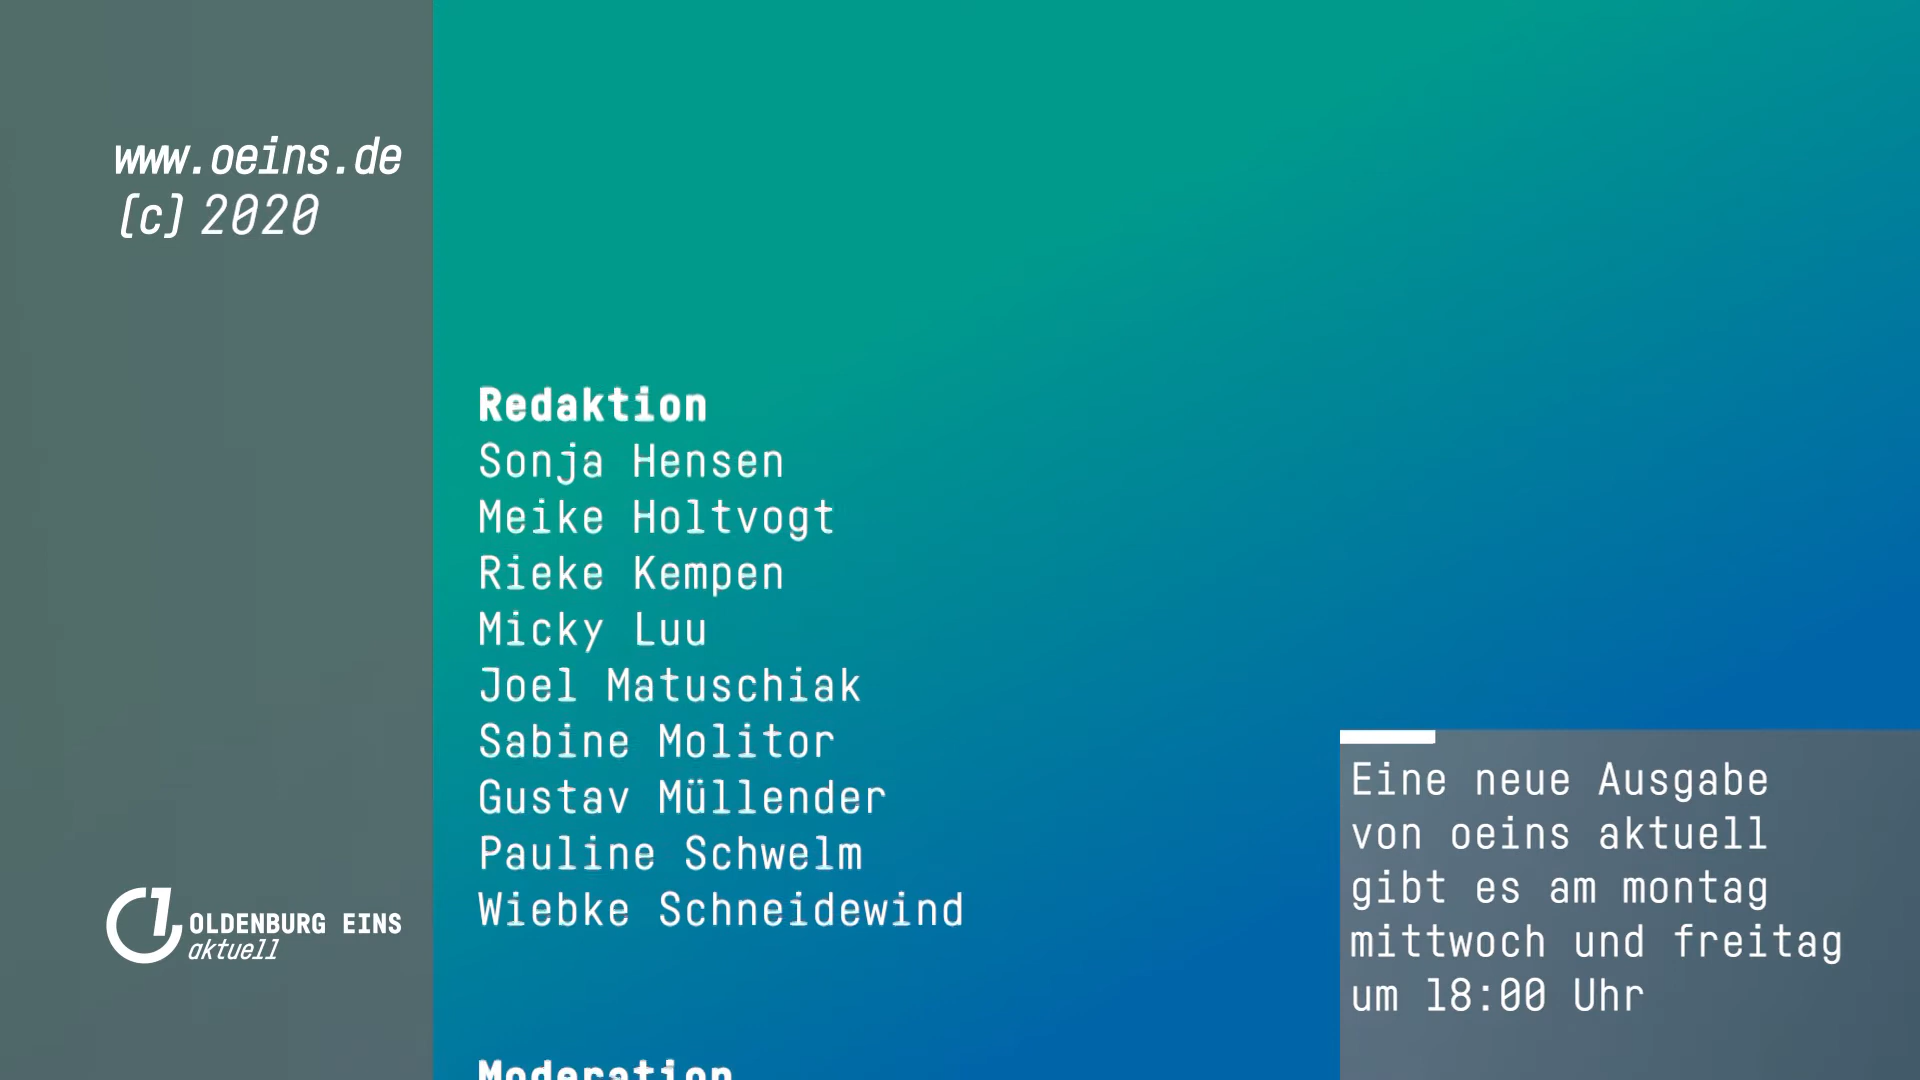 www.oeins.de
(c) 2020
Redaktion
Sonja Hensen
Meike Holtvogt
Rieke Kempen
Micky Luu
Joel Matuschiak
Sabine Molitor
Gustav Müllender
Pauline Schwelm
Wiebke Schneidewind
Moderation
OLDENBURG EINS
aktuell
Eine neue Ausgabe
von oeins aktuell
gibt es am montag
mittwoch und freitag
um 18:00 Uhr